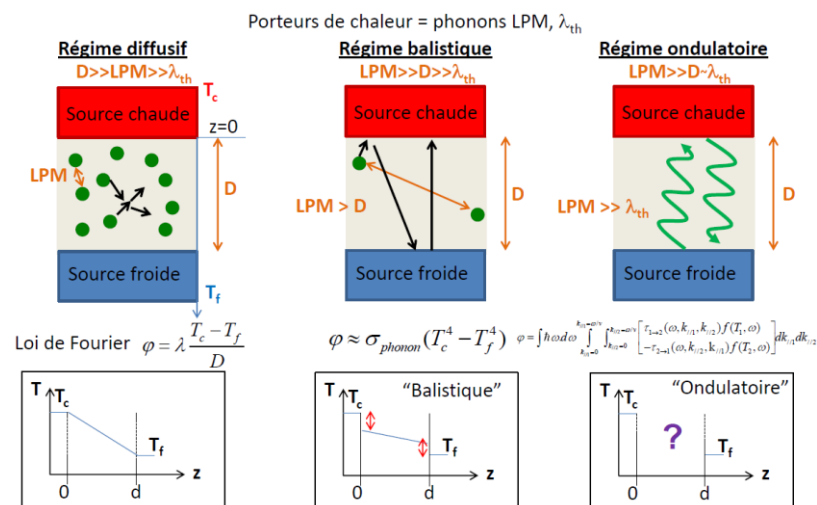 Porteurs de chaleur = phonons LPM, λth
Régime diffusif
D>>LPM>>λth
Tc
Source chaude
z=0
LPM
D
Source froide
Tf
Loi de Fourier φ = λ (Tc − Tf) / D
T
Tc
Tf
z
0
d
Régime balistique
LPM>>D>>λth
Source chaude
LPM > D
D
Source froide
φ ≈ σphonon(Tc⁴ − Tf⁴)
"Balistique"
T
Tc
Tf
z
0
d
Régime ondulatoire
LPM>>D~λth
Source chaude
LPM >> λth
D
Source froide
"Ondulatoire"
T
Tc
?
Tf
z
0
d